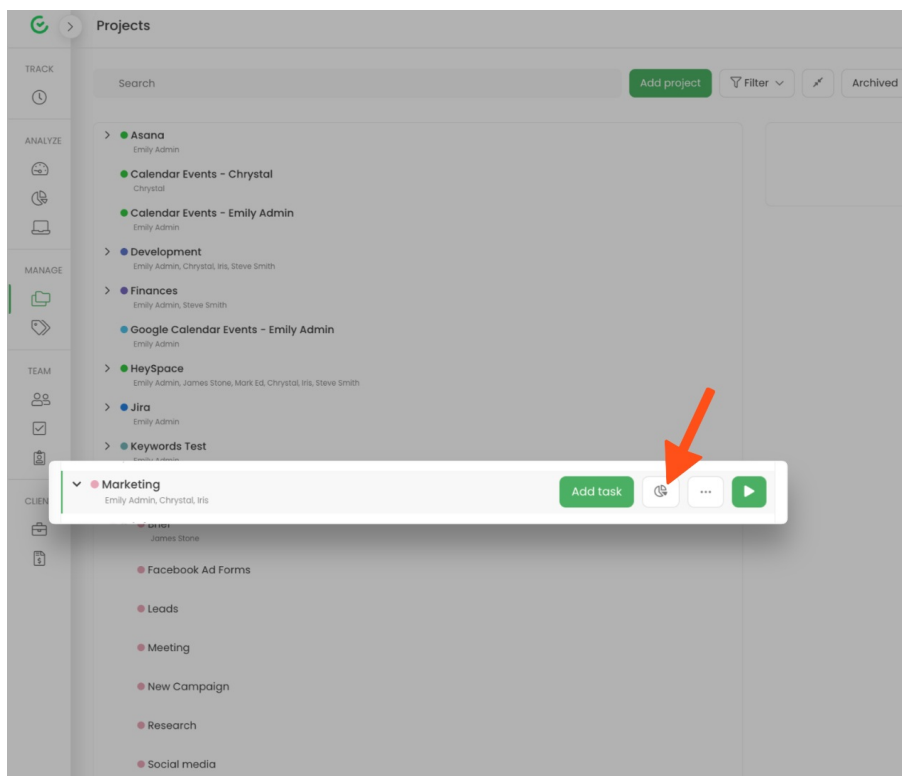 Projects
TRACK
Search
Add project
Filter
Archived
ANALYZE
Asana
Emily Admin
Calendar Events - Chrystal
Chrystal
Calendar Events - Emily Admin
Emily Admin
Development
Emily Admin, Chrystal, Iris, Steve Smith
MANAGE
Finances
Emily Admin, Steve Smith
Google Calendar Events - Emily Admin
Emily Admin
TEAM
HeySpace
Emily Admin, James Stone, Mark Ed, Chrystal, Iris, Steve Smith
Jira
Emily Admin
Keywords Test
Emily Admin
CLIEN
Marketing
Emily Admin, Chrystal, Iris
Add task
...
Brief
James Stone
Facebook Ad Forms
Leads
Meeting
New Campaign
Research
Social media